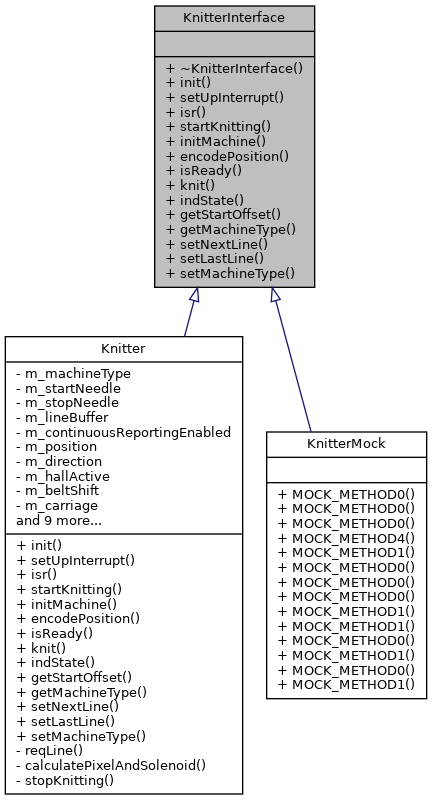 KnitterInterface
+ ~KnitterInterface()
+ init()
+ setUpInterrupt()
+ isr()
+ startKnitting()
+ initMachine()
+ encodePosition()
+ isReady()
+ knit()
+ indState()
+ getStartOffset()
+ getMachineType()
+ setNextLine()
+ setLastLine()
+ setMachineType()
Knitter
- m_machineType
- m_startNeedle
- m_stopNeedle
- m_lineBuffer
- m_continuousReportingEnabled
- m_position
- m_direction
- m_hallActive
- m_beltShift
- m_carriage
and 9 more...
+ init()
+ setUpInterrupt()
+ isr()
+ startKnitting()
+ initMachine()
+ encodePosition()
+ isReady()
+ knit()
+ indState()
+ getStartOffset()
+ getMachineType()
+ setNextLine()
+ setLastLine()
+ setMachineType()
- reqLine()
- calculatePixelAndSolenoid()
- stopKnitting()
KnitterMock
+ MOCK_METHOD0()
+ MOCK_METHOD0()
+ MOCK_METHOD0()
+ MOCK_METHOD4()
+ MOCK_METHOD1()
+ MOCK_METHOD0()
+ MOCK_METHOD0()
+ MOCK_METHOD0()
+ MOCK_METHOD1()
+ MOCK_METHOD1()
+ MOCK_METHOD0()
+ MOCK_METHOD1()
+ MOCK_METHOD0()
+ MOCK_METHOD1()